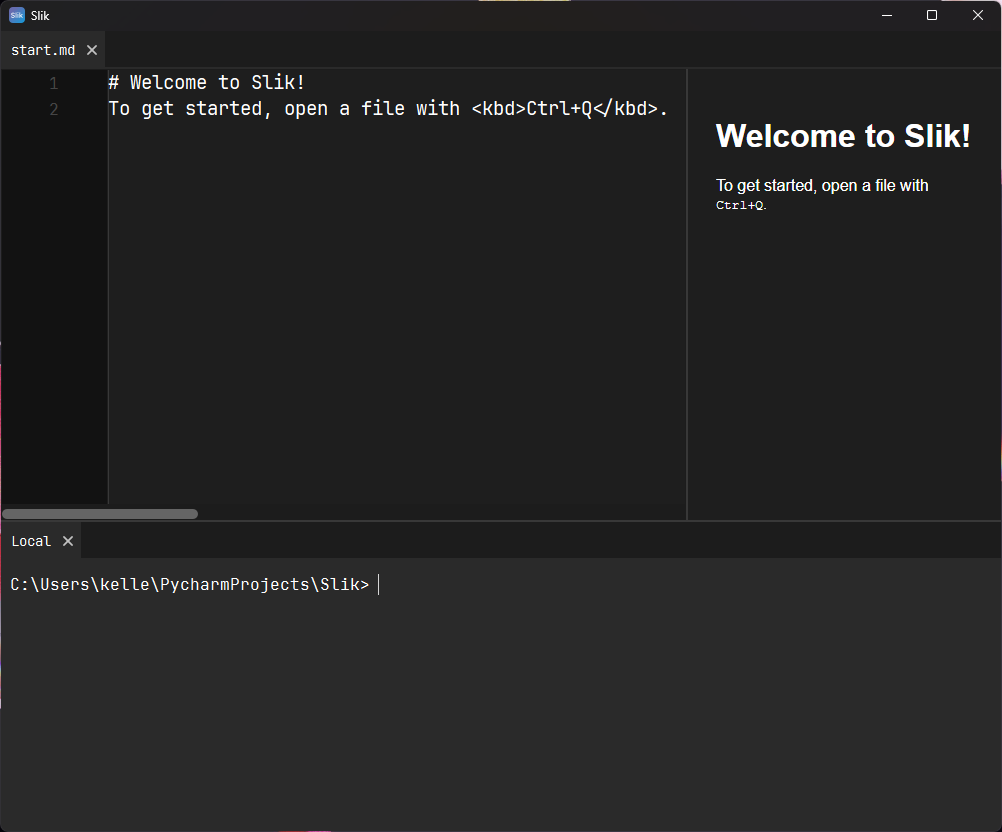 Slik Slik
start.md
1 # Welcome to Slik!
2 To get started, open a file with <kbd>Ctrl+Q</kbd>.
Welcome to Slik!
To get started, open a file with
Ctrl+Q.
Local
C:\Users\kelle\PycharmProjects\Slik>